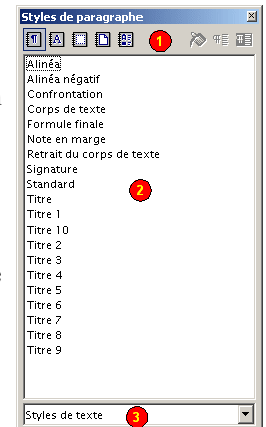 Styles de paragraphe
1
Alinéa
Alinéa négatif
Confrontation
Corps de texte
Formule finale
Note en marge
Retrait du corps de texte
Signature
Standard
2
Titre
Titre 1
Titre 10
Titre 2
Titre 3
Titre 4
Titre 5
Titre 6
Titre 7
Titre 8
Titre 9
Styles de texte
3